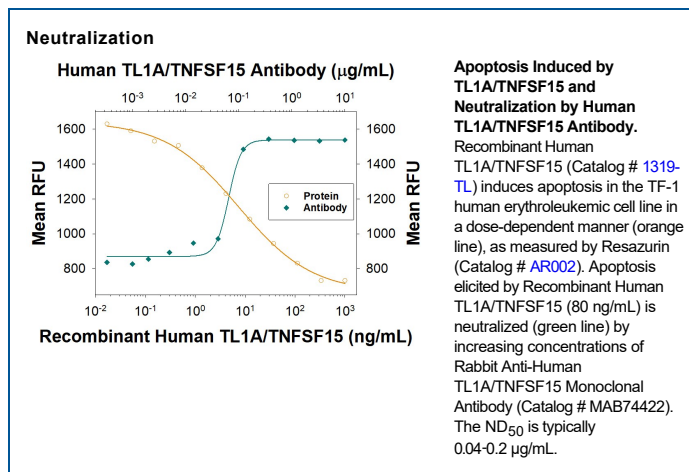 Neutralization
Human TL1A/TNFSF15 Antibody (µg/mL)
10-3 10-2 10-1 100 101
1600 1600
1400 1400
1200 1200
1000 1000
800 800
Mean RFU
Mean RFU
Protein
Antibody
10-2 10-1 100 101 102 103
Recombinant Human TL1A/TNFSF15 (ng/mL)
Apoptosis Induced by
TL1A/TNFSF15 and
Neutralization by Human
TL1A/TNFSF15 Antibody.
Recombinant Human
TL1A/TNFSF15 (Catalog # 1319-
TL) induces apoptosis in the TF-1
human erythroleukemic cell line in
a dose-dependent manner (orange
line), as measured by Resazurin
(Catalog # AR002). Apoptosis
elicited by Recombinant Human
TL1A/TNFSF15 (80 ng/mL) is
neutralized (green line) by
increasing concentrations of
Rabbit Anti-Human
TL1A/TNFSF15 Monoclonal
Antibody (Catalog # MAB74422).
The ND50 is typically
0.04-0.2 µg/mL.